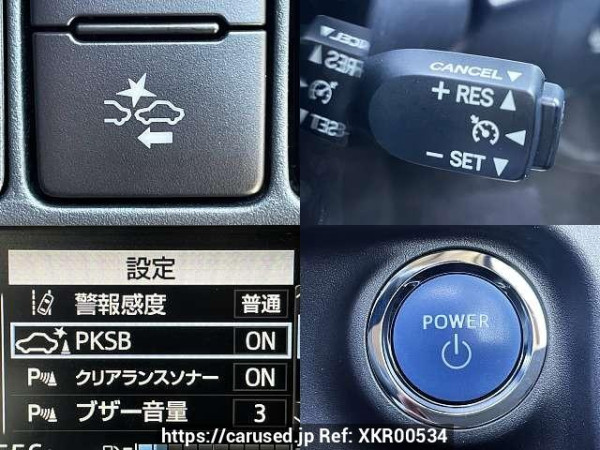 CANCEL ▼
+ RES ▲
− SET ▼
設定
警報感度 普通
PKSB ON
P クリアランスソナー ON
P ブザー音量 3
POWER
https://carused.jp Ref: XKR00534